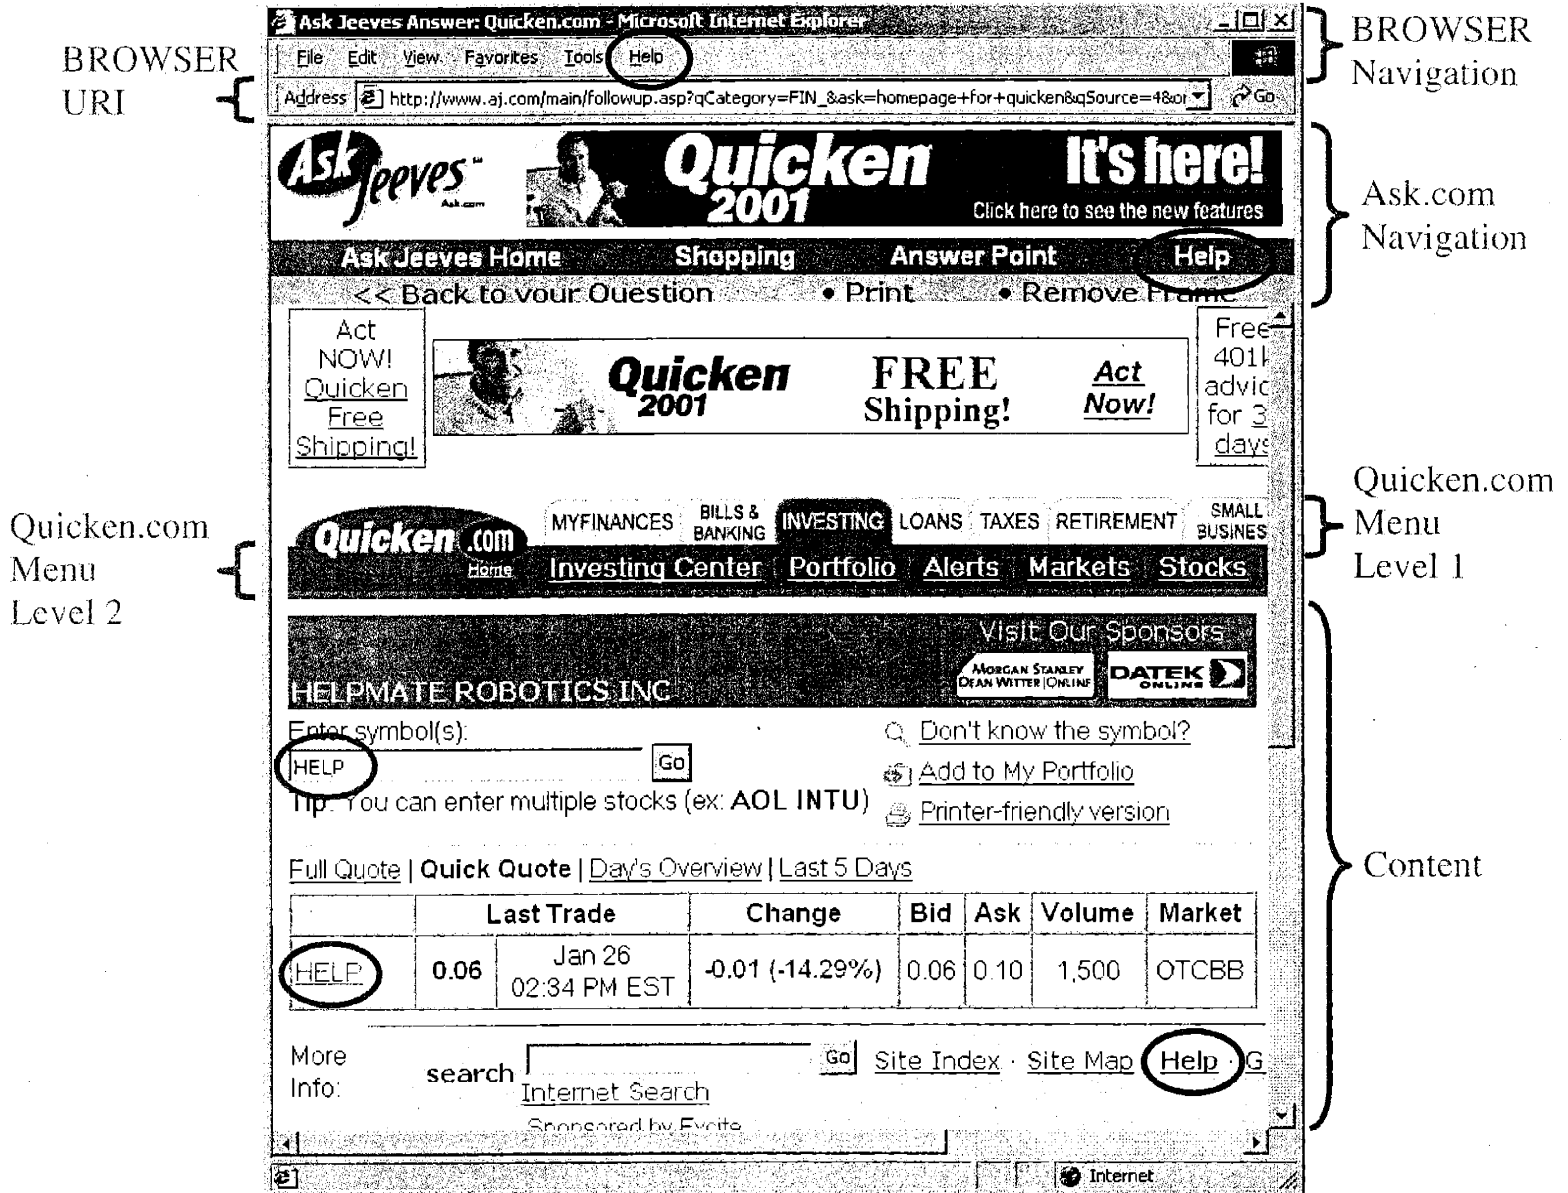 Ask Jeeves Answer: Quicken.com - Microsoft Internet Explorer
BROWSER
Navigation
File Edit View Favorites Tools Help
BROWSER
URI
Address http://www.aj.com/main/followup.asp?qCategory=FIN_&ask=homepage+for+quicken&qSource=4&or Go
Ask Jeeves
Ask.com
Quicken
2001
It's here!
Click here to see the new features
Ask.com
Navigation
Ask Jeeves Home Shopping Answer Point Help
<< Back to your Question • Print • Remove Frame
Act
NOW!
Quicken
Free
Shipping!
Quicken
2001
FREE
Shipping!
Act
Now!
Free
401k
advic
for 3
days
Quicken.com
Menu
Level 1
Quicken.com
Menu
Level 2
Quicken.com
Home
MYFINANCES BILLS & BANKING INVESTING LOANS TAXES RETIREMENT SMALL BUSINES
Investing Center Portfolio Alerts Markets Stocks
Visit Our Sponsors
MORGAN STANLEY
DEAN WITTER | ONLINE
DATEK
ONLINE
HELPMATE ROBOTICS INC
Enter symbol(s):
HELP Go
Tip: You can enter multiple stocks (ex: AOL INTU)
Don't know the symbol?
Add to My Portfolio
Printer-friendly version
Content
Full Quote | Quick Quote | Day's Overview | Last 5 Days
Last Trade Change Bid Ask Volume Market
HELP 0.06 Jan 26 02:34 PM EST -0.01 (-14.29%) 0.06 0.10 1,500 OTCBB
More
Info:
search Go Site Index · Site Map · Help · G
Internet Search
Sponsored by Excite
Internet